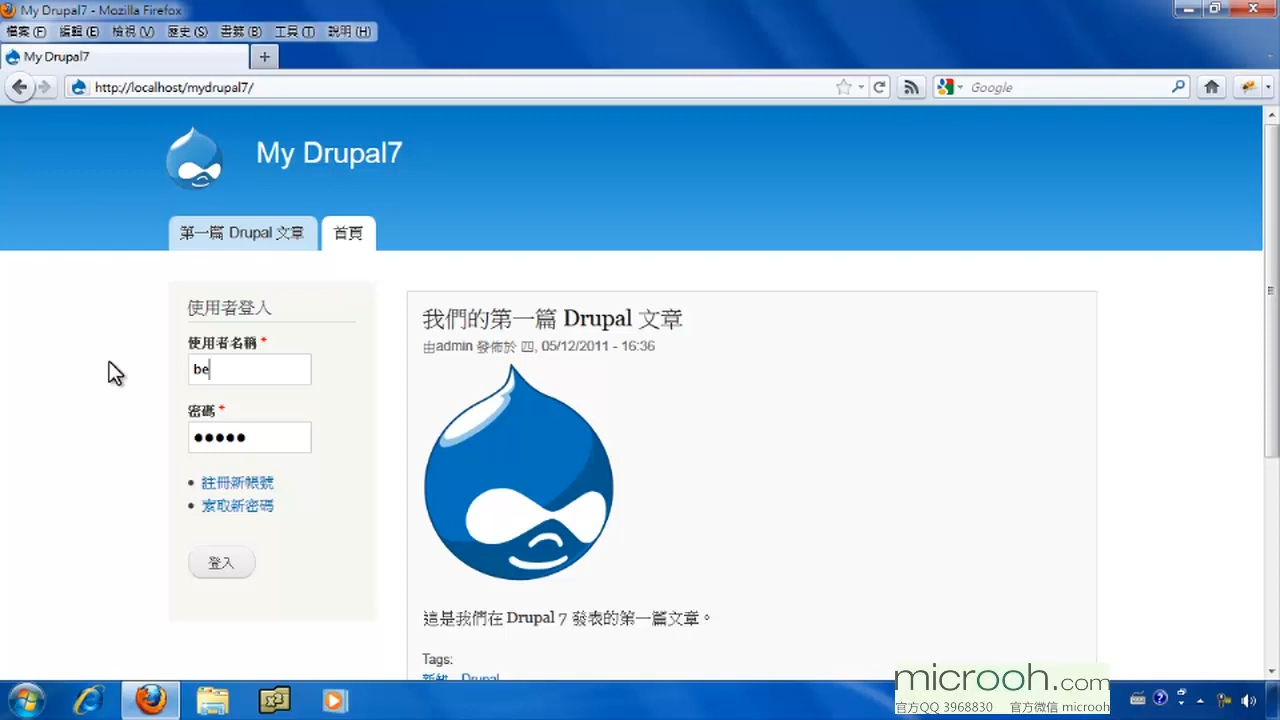 My Drupal7 - Mozilla Firefox
檔案 (F) 編輯 (E) 檢視 (V) 歷史 (S) 書籤 (B) 工具 (T) 說明 (H)
My Drupal7
http://localhost/mydrupal7/
Google
My Drupal7
第一篇 Drupal 文章
首頁
使用者登入
使用者名稱 *
be
密碼 *
註冊新帳號
索取新密碼
登入
我們的第一篇 Drupal 文章
由admin 發佈於 四, 05/12/2011 - 16:36
這是我們在 Drupal 7 發表的第一篇文章。
Tags:
Drupal
microoh.com
官方QQ 3968830 官方微信 microoh